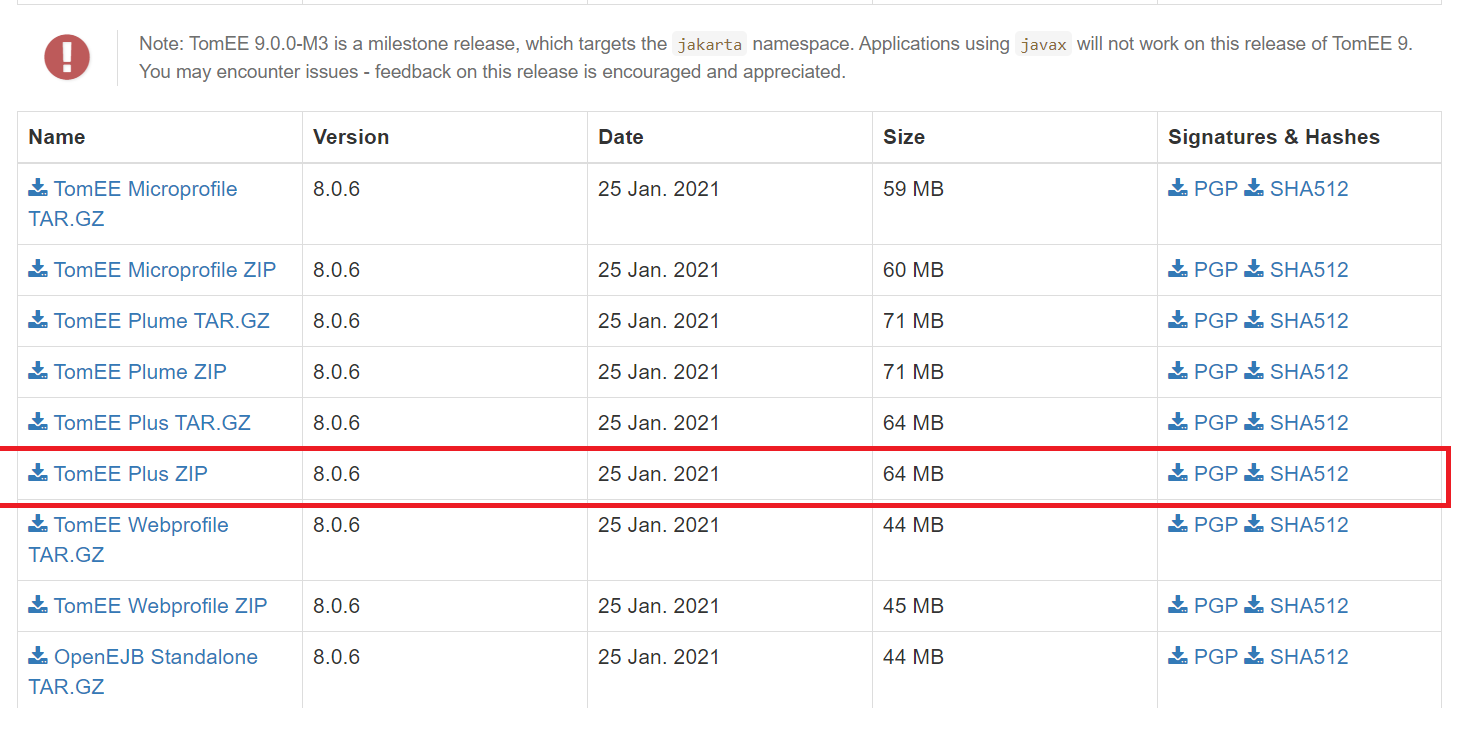 Note: TomEE 9.0.0-M3 is a milestone release, which targets the jakarta namespace. Applications using javax will not work on this release of TomEE 9.
You may encounter issues - feedback on this release is encouraged and appreciated.
Name Version Date Size Signatures & Hashes
TomEE Microprofile 8.0.6 25 Jan. 2021 59 MB PGP SHA512
TAR.GZ
TomEE Microprofile ZIP 8.0.6 25 Jan. 2021 60 MB PGP SHA512
TomEE Plume TAR.GZ 8.0.6 25 Jan. 2021 71 MB PGP SHA512
TomEE Plume ZIP 8.0.6 25 Jan. 2021 71 MB PGP SHA512
TomEE Plus TAR.GZ 8.0.6 25 Jan. 2021 64 MB PGP SHA512
TomEE Plus ZIP 8.0.6 25 Jan. 2021 64 MB PGP SHA512
TomEE Webprofile 8.0.6 25 Jan. 2021 44 MB PGP SHA512
TAR.GZ
TomEE Webprofile ZIP 8.0.6 25 Jan. 2021 45 MB PGP SHA512
OpenEJB Standalone 8.0.6 25 Jan. 2021 44 MB PGP SHA512
TAR.GZ